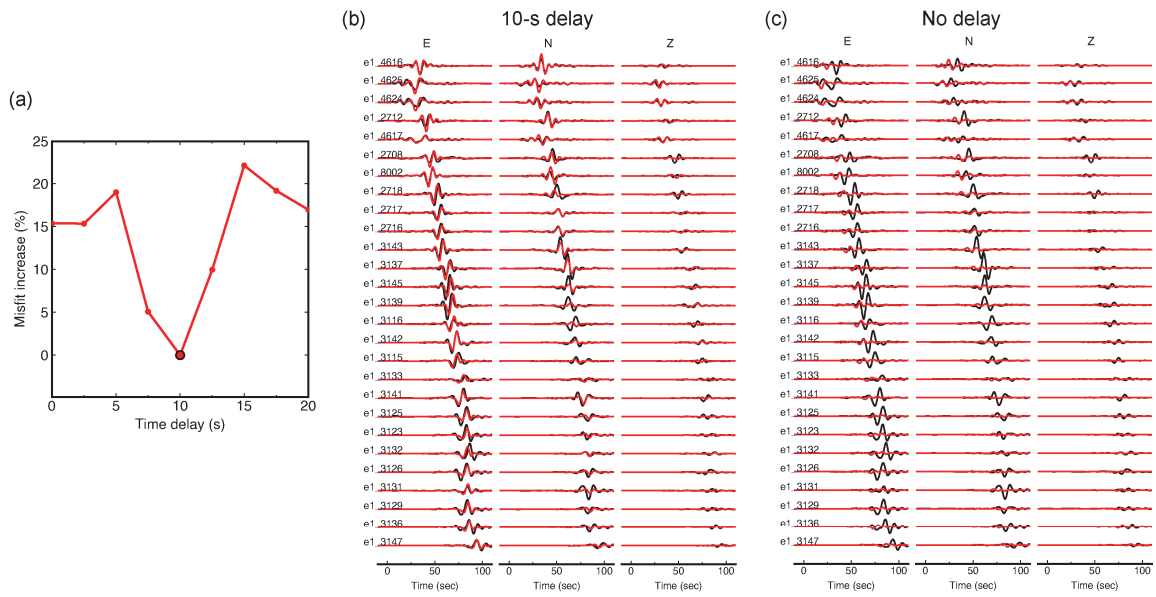 (a)
25
20
15
10
5
0
Misfit increase (%)
0 5 10 15 20
Time delay (s)
(b)
10-s delay
E N Z
e1_4616
e1_4625
e1_4624
e1_2712
e1_4617
e1_2708
e1_8002
e1_2718
e1_2717
e1_2716
e1_3143
e1_3137
e1_3145
e1_3139
e1_3116
e1_3142
e1_3115
e1_3133
e1_3141
e1_3125
e1_3123
e1_3132
e1_3126
e1_3131
e1_3129
e1_3136
e1_3147
0 50 100 0 50 100 0 50 100
Time (sec) Time (sec) Time (sec)
(c)
No delay
E N Z
e1_4616
e1_4625
e1_4624
e1_2712
e1_4617
e1_2708
e1_8002
e1_2718
e1_2717
e1_2716
e1_3143
e1_3137
e1_3145
e1_3139
e1_3116
e1_3142
e1_3115
e1_3133
e1_3141
e1_3125
e1_3123
e1_3132
e1_3126
e1_3131
e1_3129
e1_3136
e1_3147
0 50 100 0 50 100 0 50 100
Time (sec) Time (sec) Time (sec)